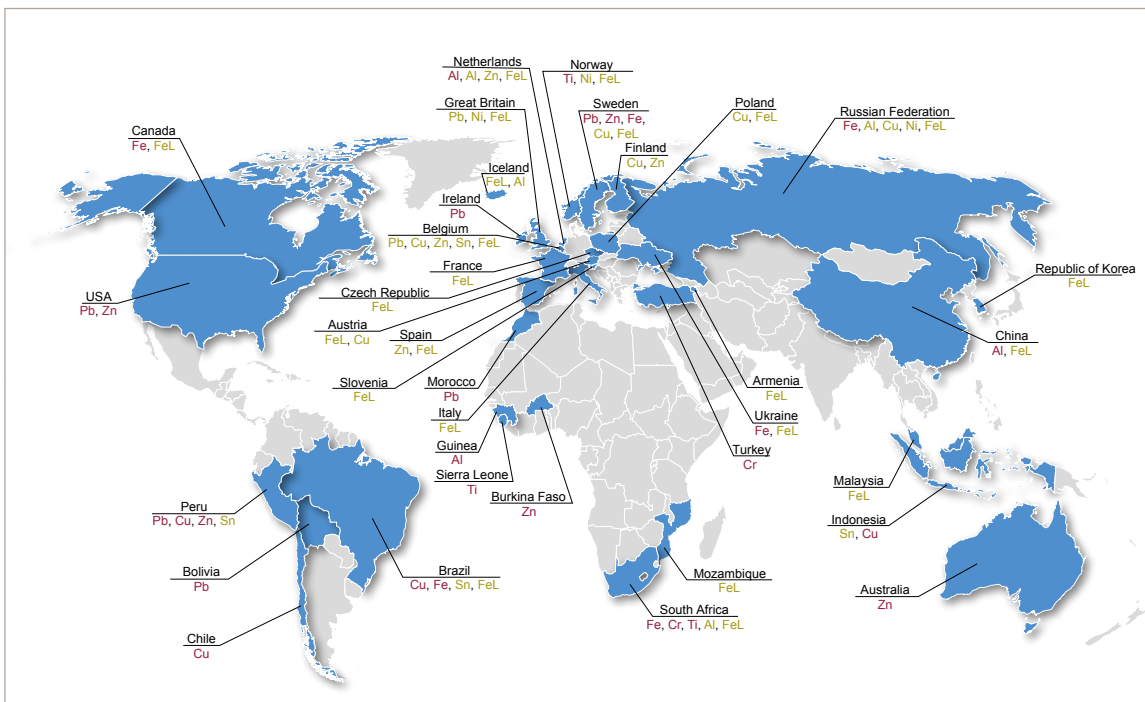 Netherlands
Al, Al, Zn, FeL
Norway
Ti, Ni, FeL
Great Britain
Pb, Ni, FeL
Sweden
Pb, Zn, Fe,
Cu, FeL
Poland
Cu, FeL
Russian Federation
Fe, Al, Cu, Ni, FeL
Canada
Fe, FeL
Finland
Cu, Zn
Iceland
FeL, Al
Ireland
Pb
Belgium
Pb, Cu, Zn, Sn, FeL
France
FeL
Republic of Korea
FeL
Czech Republic
FeL
USA
Pb, Zn
Austria
FeL, Cu
Spain
Zn, FeL
China
Al, FeL
Slovenia
FeL
Morocco
Pb
Armenia
FeL
Italy
FeL
Ukraine
Fe, FeL
Guinea
Al
Turkey
Cr
Sierra Leone
Ti
Burkina Faso
Zn
Malaysia
FeL
Peru
Pb, Cu, Zn, Sn
Indonesia
Sn, Cu
Bolivia
Pb
Brazil
Cu, Fe, Sn, FeL
Mozambique
FeL
Australia
Zn
South Africa
Fe, Cr, Ti, Al, FeL
Chile
Cu